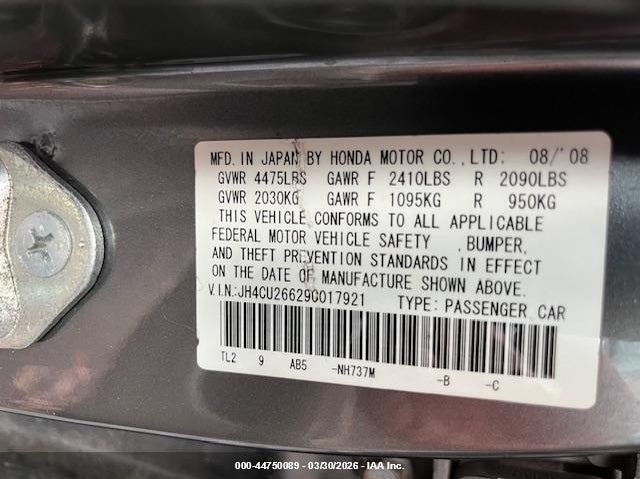 MFD. IN JAPAN BY HONDA MOTOR CO., LTD: 08/'08
GVWR 4475LBS GAWR F 2410LBS R 2090LBS
GVWR 2030KG GAWR F 1095KG R 950KG
THIS VEHICLE CONFORMS TO ALL APPLICABLE
FEDERAL MOTOR VEHICLE SAFETY , BUMPER,
AND THEFT PREVENTION STANDARDS IN EFFECT
ON THE DATE OF MANUFACTURE SHOWN ABOVE.
V.I.N.:JH4CU26629C017921 TYPE: PASSENGER CAR
TL2 9 AB5 -NH737M -B -C
000-44750089 - 03/30/2026 - IAA Inc.